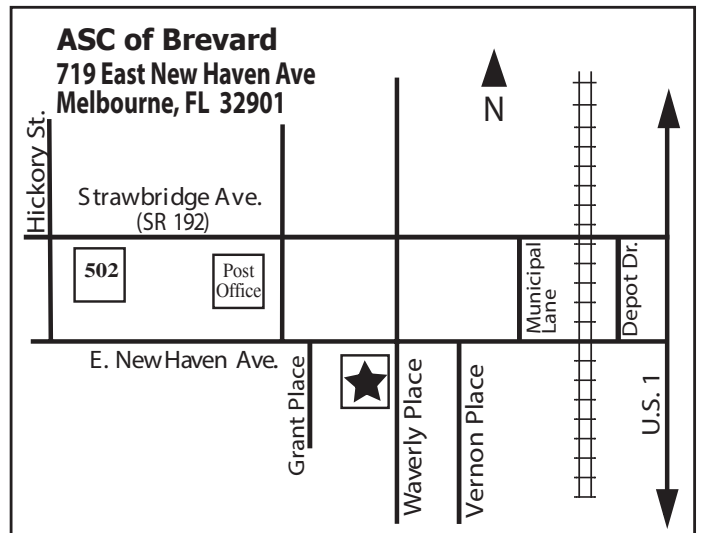 ASC of Brevard
719 East New Haven Ave
Melbourne, FL 32901
N
Hickory St.
Strawbridge Ave.
(SR 192)
502
Post
Office
Municipal
Lane
Depot Dr.
E. New Haven Ave.
Grant Place
Waverly Place
Vernon Place
U.S. 1